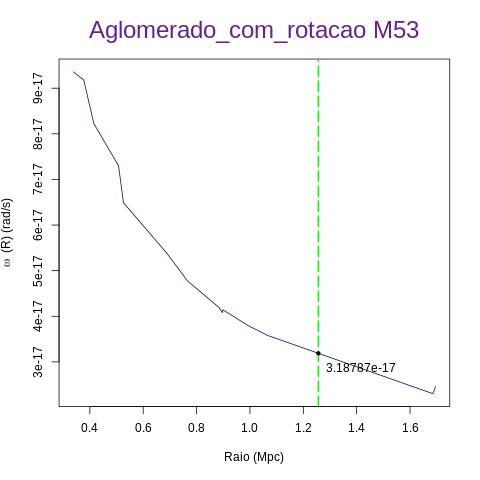 Aglomerado_com_rotacao M53
9e-17
8e-17
7e-17
6e-17
5e-17
4e-17
3e-17
ω (R) (rad/s)
3.18787e-17
0.4 0.6 0.8 1.0 1.2 1.4 1.6
Raio (Mpc)